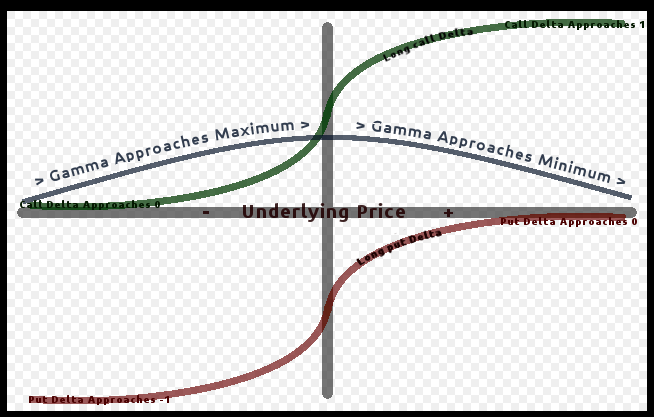 Call Delta Approaches 1
Long call Delta
> Gamma Approaches Maximum >
> Gamma Approaches Minimum >
Call Delta Approaches 0
- Underlying Price +
Put Delta Approaches 0
Long put Delta
Put Delta Approaches -1